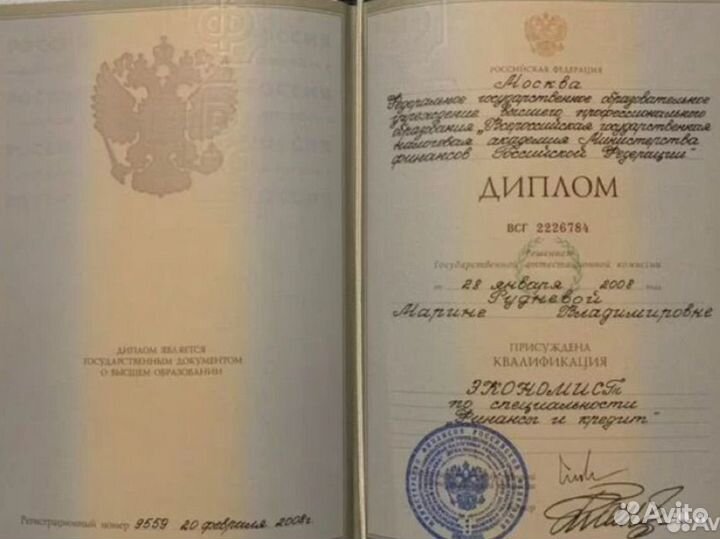 ДИПЛОМ ЯВЛЯЕТСЯ
ГОСУДАРСТВЕННЫМ ДОКУМЕНТОМ
О ВЫСШЕМ ОБРАЗОВАНИИ
Регистрационный номер 9559 20 февраля 2008г.
РОССИЙСКАЯ ФЕДЕРАЦИЯ
Москва
Федеральное государственное образовательное
учреждение высшего профессионального
образования "Всероссийская государственная
налоговая академия Министерства
финансов Российской Федерации"
ДИПЛОМ
ВСГ 2226784
Решением
Государственной аттестационной комиссии
от 28 января 2008 года
Рудневой
Марине Владимировне
ПРИСУЖДЕНА
КВАЛИФИКАЦИЯ
ЭКОНОМИСТ
по специальности
"Финансы и кредит"
Avito